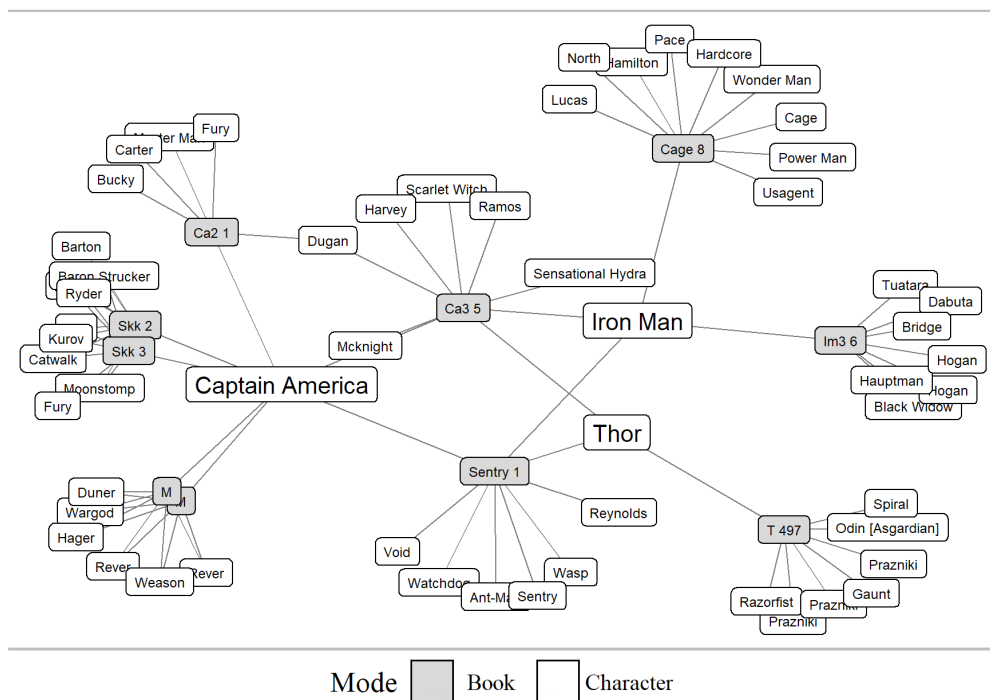 Pace
North
Hamilton
Hardcore
Wonder Man
Lucas
Cage
Cage 8
Power Man
Usagent
Fury
Carter
Bucky
Ca2 1
Dugan
Scarlet Witch
Harvey
Ramos
Barton
Baron Strucker
Ryder
Skk 2
Kurov
Skk 3
Catwalk
Moonstomp
Fury
Sensational Hydra
Ca3 5
Iron Man
Mcknight
Captain America
Tuatara
Dabuta
Bridge
Im3 6
Hogan
Hauptman
Hogan
Black Widow
Thor
Sentry 1
Reynolds
Void
Watchdog
Wasp
Sentry
Duner
M
M
Wargod
Hager
Rever
Weason
Rever
Spiral
T 497
Odin [Asgardian]
Prazniki
Gaunt
Razorfist
Prazniki
Prazniki
Mode
Book
Character